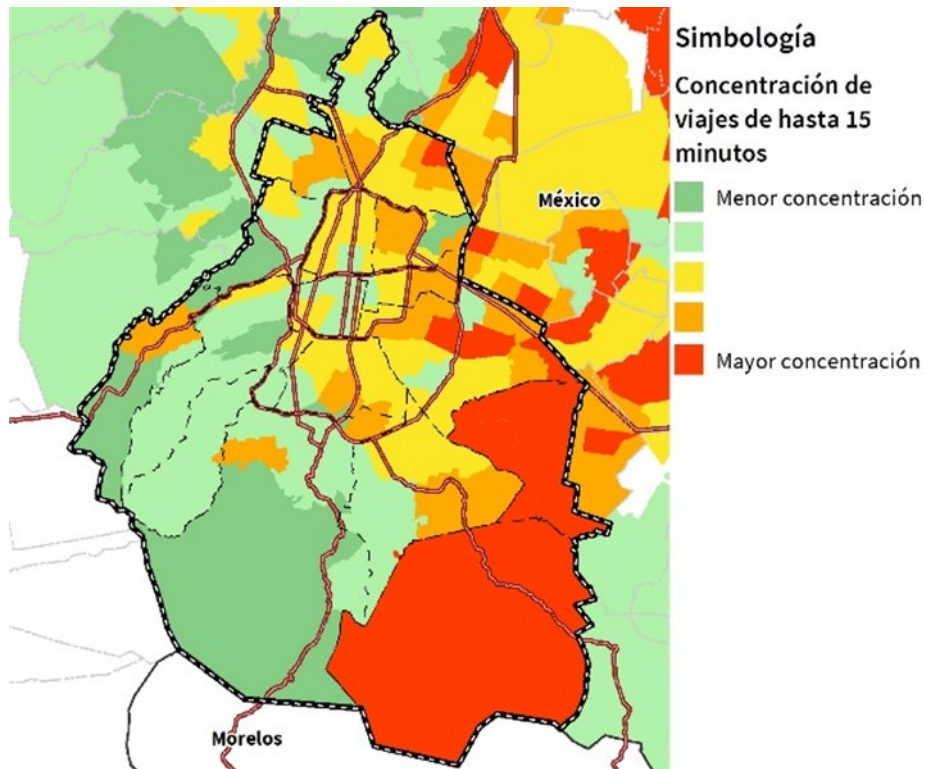 Simbología
Concentración de
viajes de hasta 15
minutos
Menor concentración
Mayor concentración
México
Morelos